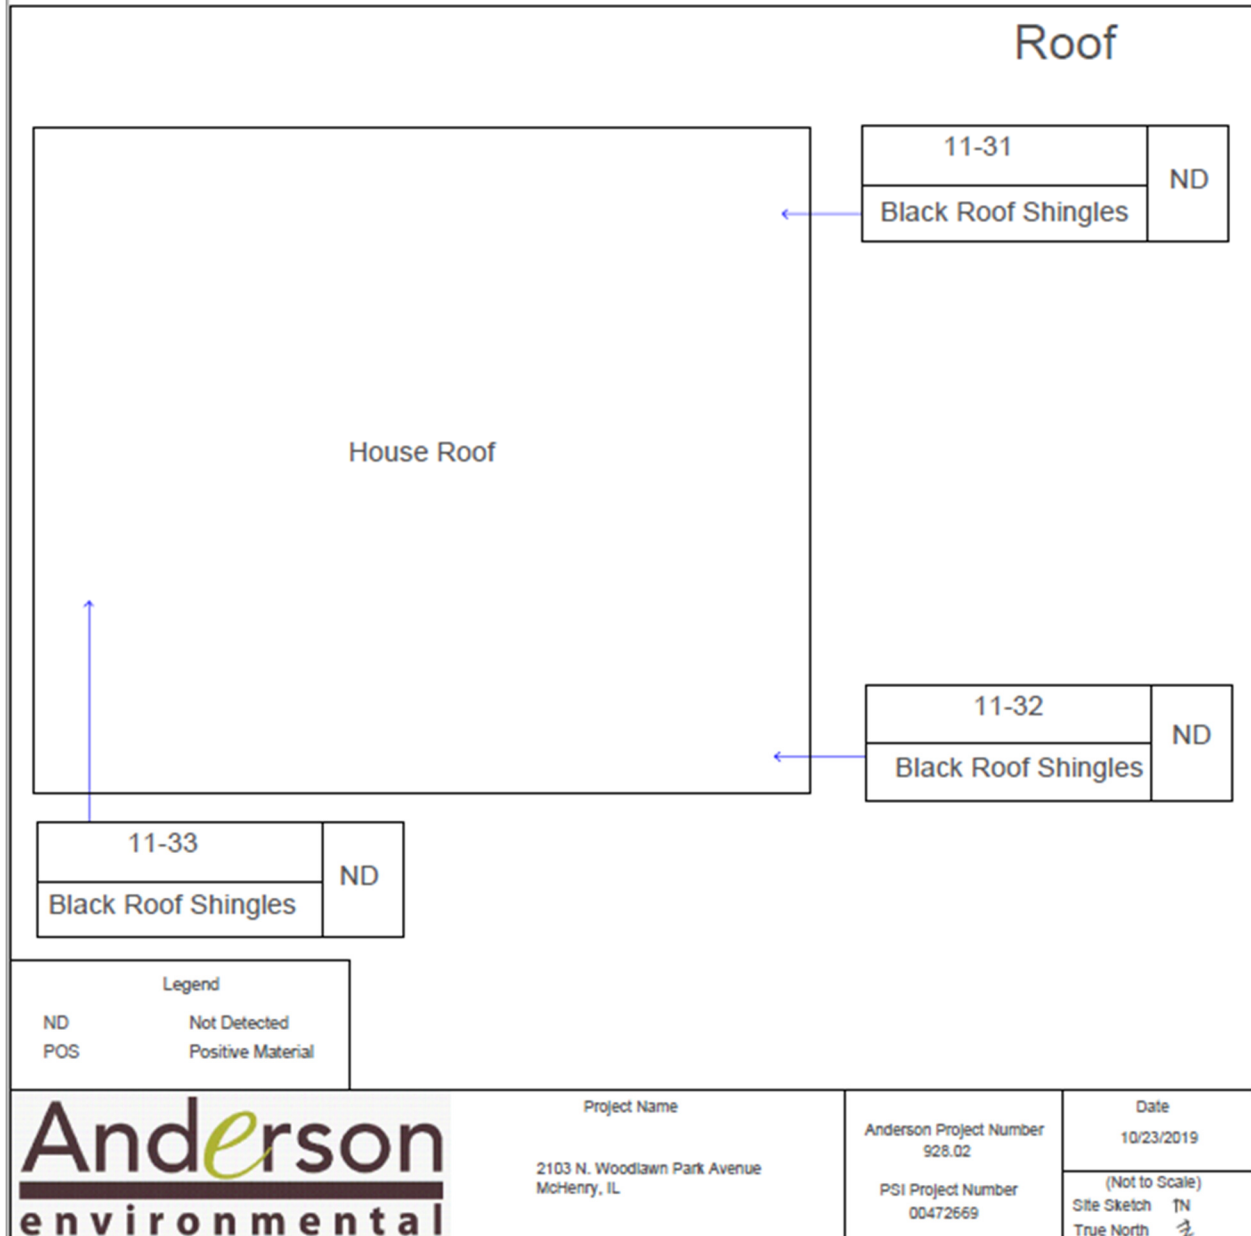 Roof
11-31
ND
Black Roof Shingles
House Roof
11-32
ND
Black Roof Shingles
11-33
ND
Black Roof Shingles
Legend
ND Not Detected
POS Positive Material
Anderson
environmental
Project Name
2103 N. Woodlawn Park Avenue
McHenry, IL
Anderson Project Number
928.02
PSI Project Number
00472669
Date
10/23/2019
(Not to Scale)
Site Sketch N
True North